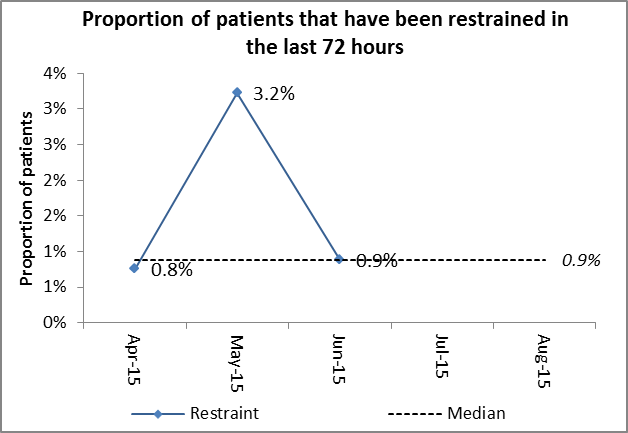 Proportion of patients that have been restrained in
the last 72 hours
Proportion of patients
4%
3%
3%
2%
2%
1%
1%
0%
0.8%
3.2%
0.9%
0.9%
Apr-15
May-15
Jun-15
Jul-15
Aug-15
Restraint
Median